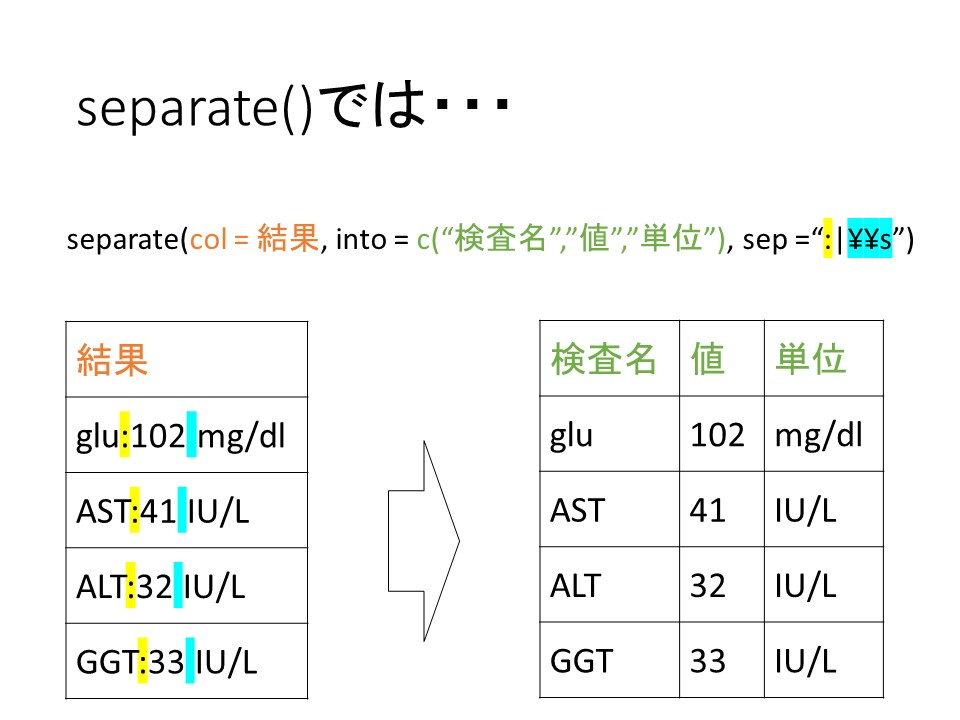 separate()では・・・
separate(col = 結果, into = c(“検査名”,”値”,”単位”), sep =“:|¥¥s”)
結果
glu:102 mg/dl
AST:41 IU/L
ALT:32 IU/L
GGT:33 IU/L
検査名 値 単位
glu 102 mg/dl
AST 41 IU/L
ALT 32 IU/L
GGT 33 IU/L